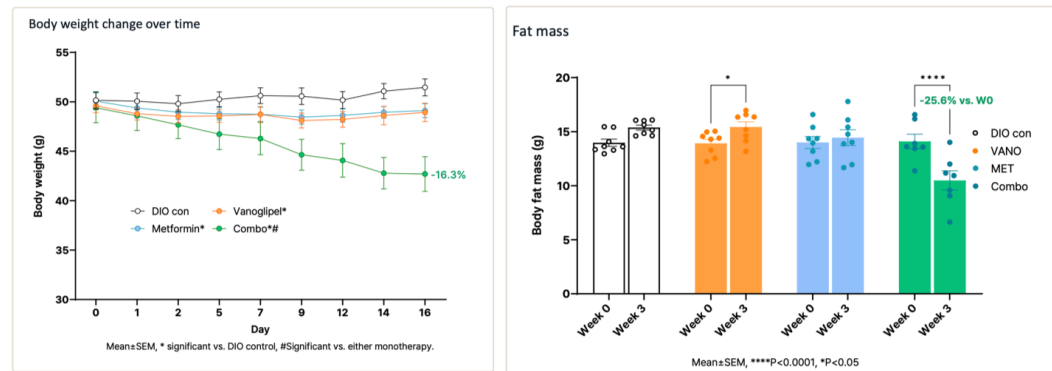 Body weight change over time
Body weight (g)
55
50
45
40
35
30
-16.3%
DIO con
Vanoglipel*
Metformin*
Combo*#
0 1 2 5 7 9 12 14 16
Day
Mean±SEM, * significant vs. DIO control, #Significant vs. either monotherapy.
Fat mass
Body fat mass (g)
20
15
10
5
0
*
****
-25.6% vs. W0
DIO con
VANO
MET
Combo
Week 0 Week 3 Week 0 Week 3 Week 0 Week 3 Week 0 Week 3
Mean±SEM, ****P<0.0001, *P<0.05